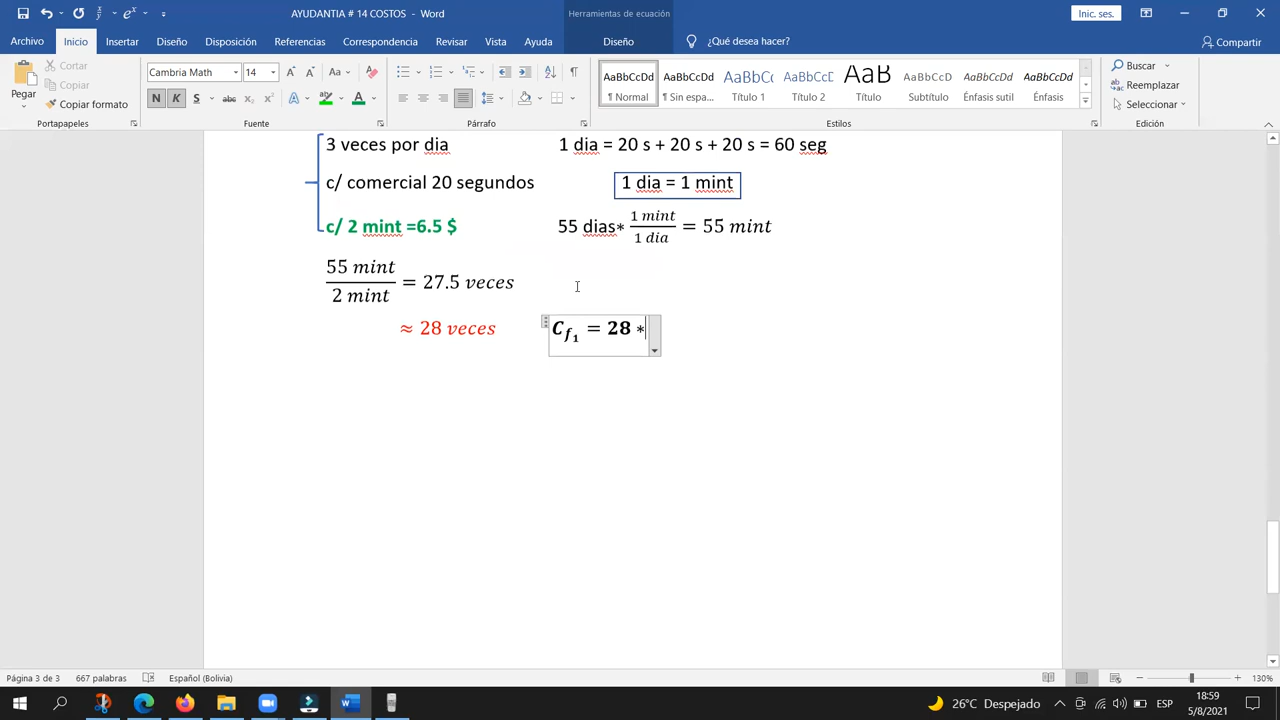 AYUDANTIA # 14 COSTOS - Word
Herramientas de ecuación
Inic. ses.
Archivo Inicio Insertar Diseño Disposición Referencias Correspondencia Revisar Vista Ayuda Diseño ¿Qué desea hacer? Compartir
Pegar
Cortar
Copiar
Copiar formato
Portapapeles
Cambria Math 14
Aa
N K S abc x₂ x²
Fuente
Párrafo
AaBbCcDd AaBbCcDd AaBbCc AaBbCcD AaB AaBbCcD AaBbCcDd AaBbCcDd
¶ Normal ¶ Sin espa... Título 1 Título 2 Título Subtítulo Énfasis sutil Énfasis
Estilos
Buscar
Reemplazar
Seleccionar
Edición
3 veces por dia 1 dia = 20 s + 20 s + 20 s = 60 seg
c/ comercial 20 segundos 1 dia = 1 mint
c/ 2 mint =6.5 $ 55 dias∗ 1 mint / 1 dia = 55 mint
55 mint / 2 mint = 27.5 veces
≈ 28 veces C_f₁ = 28 ∗
Página 3 de 3 667 palabras Español (Bolivia) 130%
26°C Despejado ESP 18:59
5/8/2021